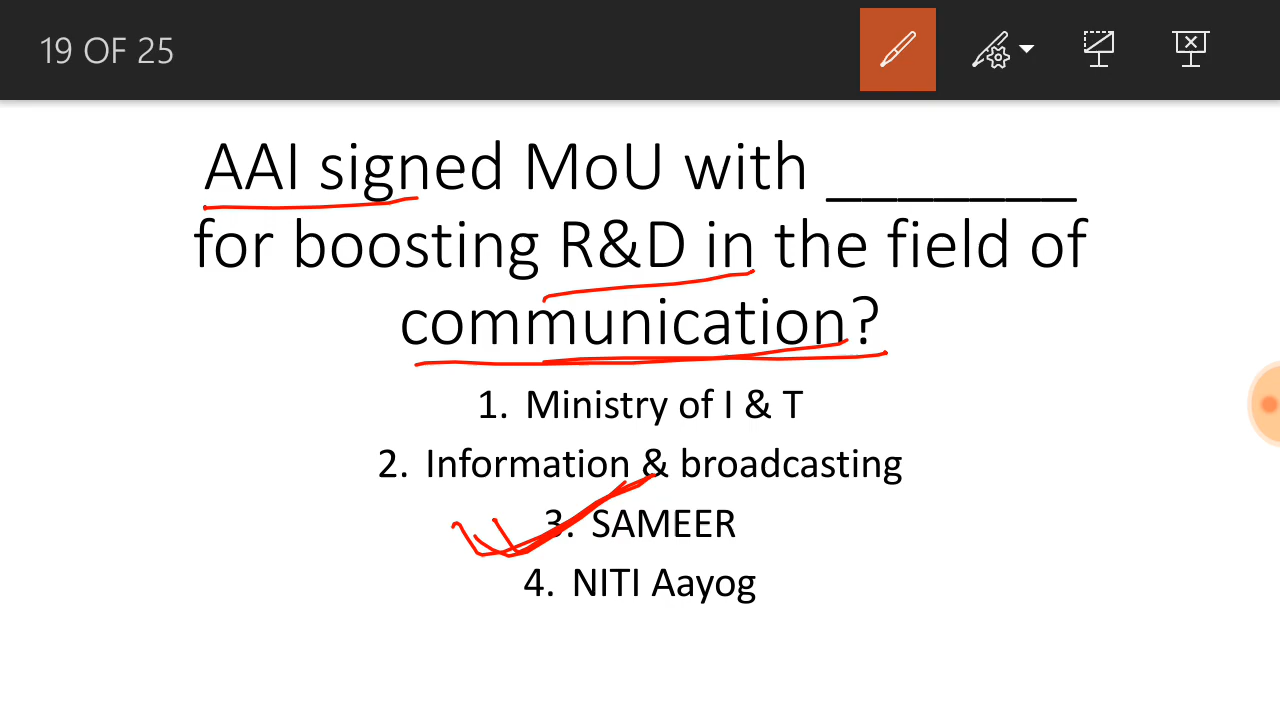 19 OF 25
AAI signed MoU with _______
for boosting R&D in the field of
communication?
1. Ministry of I & T
2. Information & broadcasting
3. SAMEER
4. NITI Aayog